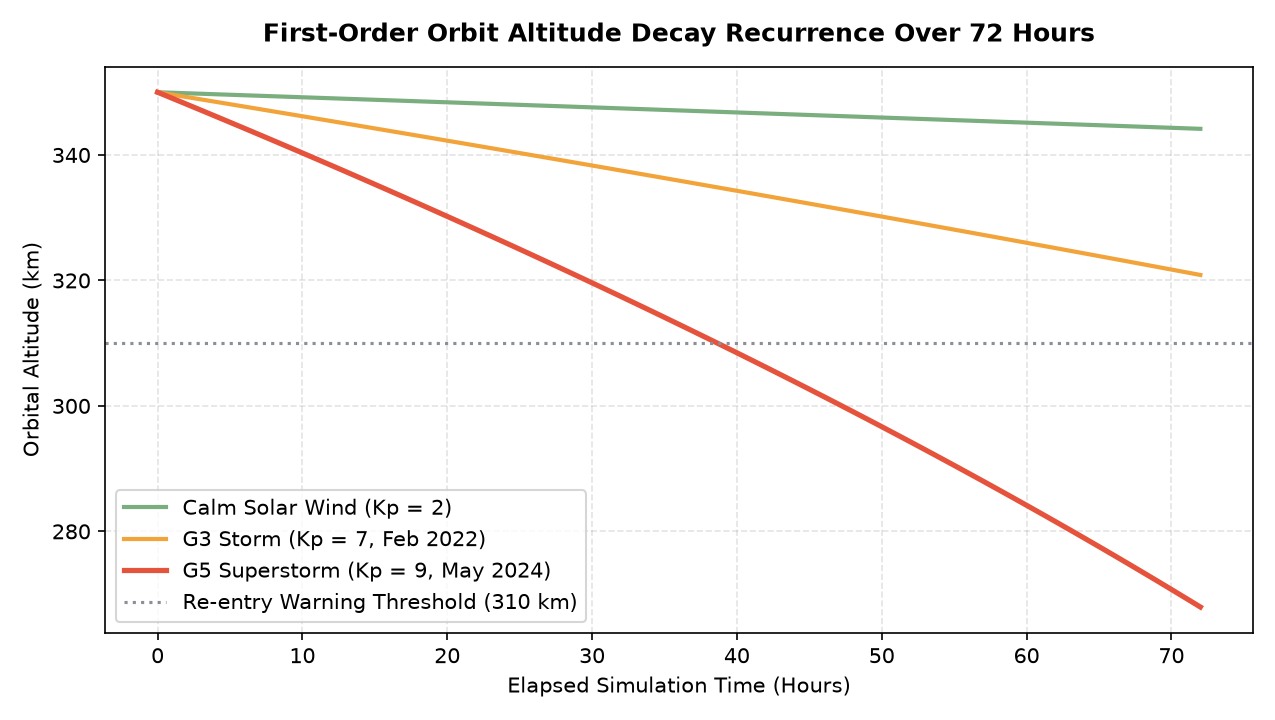 First-Order Orbit Altitude Decay Recurrence Over 72 Hours
Orbital Altitude (km)
340
320
300
280
Calm Solar Wind (Kp = 2)
G3 Storm (Kp = 7, Feb 2022)
G5 Superstorm (Kp = 9, May 2024)
Re-entry Warning Threshold (310 km)
0 10 20 30 40 50 60 70
Elapsed Simulation Time (Hours)